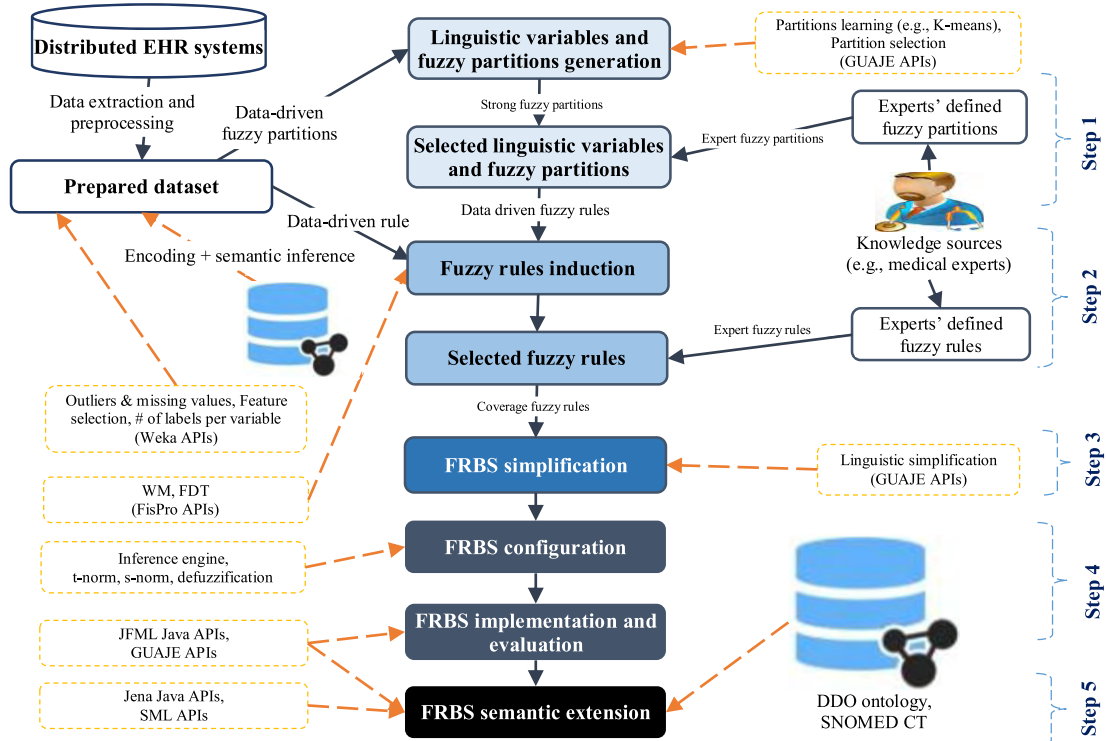 Distributed EHR systems
Data extraction and
preprocessing
Prepared dataset
Data-driven
fuzzy partitions
Data-driven rule
Encoding + semantic inference
Outliers & missing values, Feature
selection, # of labels per variable
(Weka APIs)
WM, FDT
(FisPro APIs)
Inference engine,
t-norm, s-norm, defuzzification
JFML Java APIs,
GUAJE APIs
Jena Java APIs,
SML APIs
Linguistic variables and
fuzzy partitions generation
Strong fuzzy partitions
Selected linguistic variables
and fuzzy partitions
Data driven fuzzy rules
Fuzzy rules induction
Selected fuzzy rules
Coverage fuzzy rules
FRBS simplification
FRBS configuration
FRBS implementation and
evaluation
FRBS semantic extension
Partitions learning (e.g., K-means),
Partition selection
(GUAJE APIs)
Experts’ defined
fuzzy partitions
Expert fuzzy partitions
Knowledge sources
(e.g., medical experts)
Expert fuzzy rules
Experts’ defined
fuzzy rules
Linguistic simplification
(GUAJE APIs)
DDO ontology,
SNOMED CT
Step 1
Step 2
Step 3
Step 4
Step 5